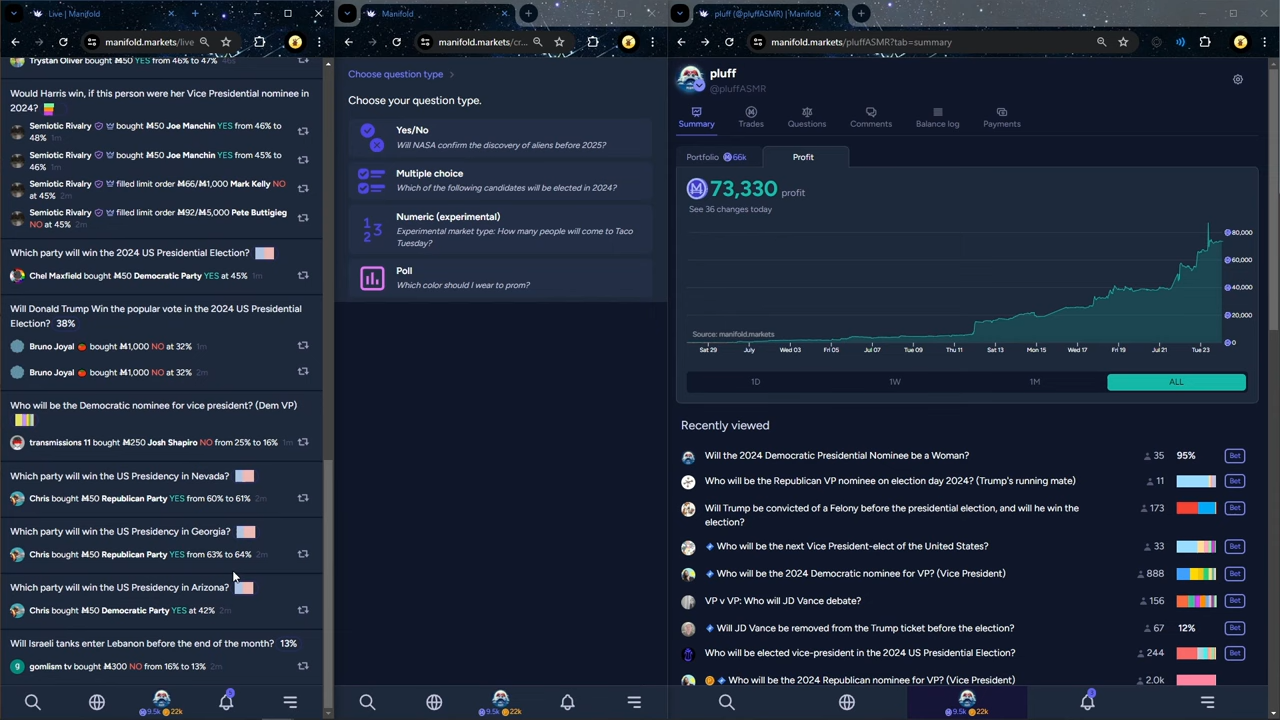 Live | Manifold
manifold.markets/live
Trystan Oliver bought Ṁ50 YES from 46% to 47%
Would Harris win, if this person were her Vice Presidential nominee in
2024?
Semiotic Rivalry bought Ṁ50 Joe Manchin YES from 46% to
48% 1m
Semiotic Rivalry bought Ṁ50 Joe Manchin YES from 45% to
46% 1m
Semiotic Rivalry filled limit order Ṁ66/Ṁ1,000 Mark Kelly NO
at 45% 2m
Semiotic Rivalry filled limit order Ṁ92/Ṁ5,000 Pete Buttigieg
NO at 45% 2m
Which party will win the 2024 US Presidential Election?
Chel Maxfield bought Ṁ50 Democratic Party YES at 45% 1m
Will Donald Trump Win the popular vote in the 2024 US Presidential
Election? 38%
Bruno Joyal bought Ṁ1,000 NO at 32% 1m
Bruno Joyal bought Ṁ1,000 NO at 32% 2m
Who will be the Democratic nominee for vice president? (Dem VP)
transmissions 11 bought Ṁ250 Josh Shapiro NO from 25% to 16% 1m
Which party will win the US Presidency in Nevada?
Chris bought Ṁ50 Republican Party YES from 60% to 61% 2m
Which party will win the US Presidency in Georgia?
Chris bought Ṁ50 Republican Party YES from 63% to 64% 2m
Which party will win the US Presidency in Arizona?
Chris bought Ṁ50 Democratic Party YES at 42% 2m
Will Israeli tanks enter Lebanon before the end of the month? 13%
g gomlism tv bought Ṁ300 NO from 16% to 13% 2m
9.5k 22k
Manifold
manifold.markets/cr...
Choose question type
Choose your question type.
Yes/No
Will NASA confirm the discovery of aliens before 2025?
Multiple choice
Which of the following candidates will be elected in 2024?
Numeric (experimental)
Experimental market type: How many people will come to Taco
Tuesday?
Poll
Which color should I wear to prom?
9.5k 22k
pluff (@pluffASMR) | Manifold
manifold.markets/pluffASMR?tab=summary
pluff
@pluffASMR
Summary Trades Questions Comments Balance log Payments
Portfolio 66k Profit
73,330 profit
See 36 changes today
80,000
60,000
40,000
20,000
0
Source: manifold.markets
Sat 29 July Wed 03 Fri 05 Jul 07 Tue 09 Thu 11 Sat 13 Mon 15 Wed 17 Fri 19 Jul 21 Tue 23
1D 1W 1M ALL
Recently viewed
Will the 2024 Democratic Presidential Nominee be a Woman? 35 95% Bet
Who will be the Republican VP nominee on election day 2024? (Trump's running mate) 11 Bet
Will Trump be convicted of a Felony before the presidential election, and will he win the
election? 173 Bet
Who will be the next Vice President-elect of the United States? 33 Bet
Who will be the 2024 Democratic nominee for VP? (Vice President) 888 Bet
VP v VP: Who will JD Vance debate? 156 Bet
Will JD Vance be removed from the Trump ticket before the election? 67 12% Bet
Who will be elected vice-president in the 2024 US Presidential Election? 244 Bet
Who will be the 2024 Republican nominee for VP? (Vice President) 2.0k
9.5k 22k